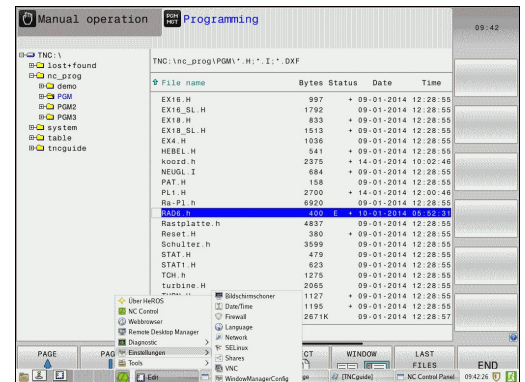 Manual operation
PGM MGT Programming
09:42
TNC:\
lost+found
nc_prog
demo
PGM
PGM2
PGM3
system
table
tncguide
TNC:\nc_prog\PGM\*.H;*.I;*.DXF
File name Bytes Status Date Time
EX16.H 997 + 09-01-2014 12:28:55
EX16_SL.H 1792 09-01-2014 12:28:55
EX18.H 833 + 09-01-2014 12:28:55
EX18_SL.H 1513 + 09-01-2014 12:28:55
EX4.H 1036 09-01-2014 12:28:55
HEBEL.H 541 + 09-01-2014 12:28:55
koord.h 2375 + 14-01-2014 10:02:46
NEUGL.I 684 + 09-01-2014 12:28:55
PAT.H 158 09-01-2014 12:28:55
PL1.H 2700 + 14-01-2014 12:00:46
Ra-Pl.h 6920 09-01-2014 12:28:55
RAD6.h 400 E + 10-01-2014 05:52:31
Rastplatte.h 4837 09-01-2014 12:28:55
Reset.H 380 + 09-01-2014 12:28:55
Schulter.h 3599 09-01-2014 12:28:55
STAT.H 479 09-01-2014 12:28:55
STAT1.H 623 09-01-2014 12:28:55
TCH.h 1275 09-01-2014 12:28:55
turbine.H 2065 09-01-2014 12:28:55
1127 + 09-01-2014 12:28:55
1195 + 09-01-2014 12:28:55
2671K 09-01-2014 12:28:57
Über HeROS
NC Control
Webbrowser
Remote Desktop Manager
Diagnostic
Einstellungen
Tools
Bildschirmschoner
Date/Time
Firewall
Language
Network
SELinux
Shares
VNC
WindowManagerConfig
PAGE
PAG
CT
WINDOW
LAST
FILES
END
Edit
ge
[TNCguide]
NC Control Panel
09:42:26